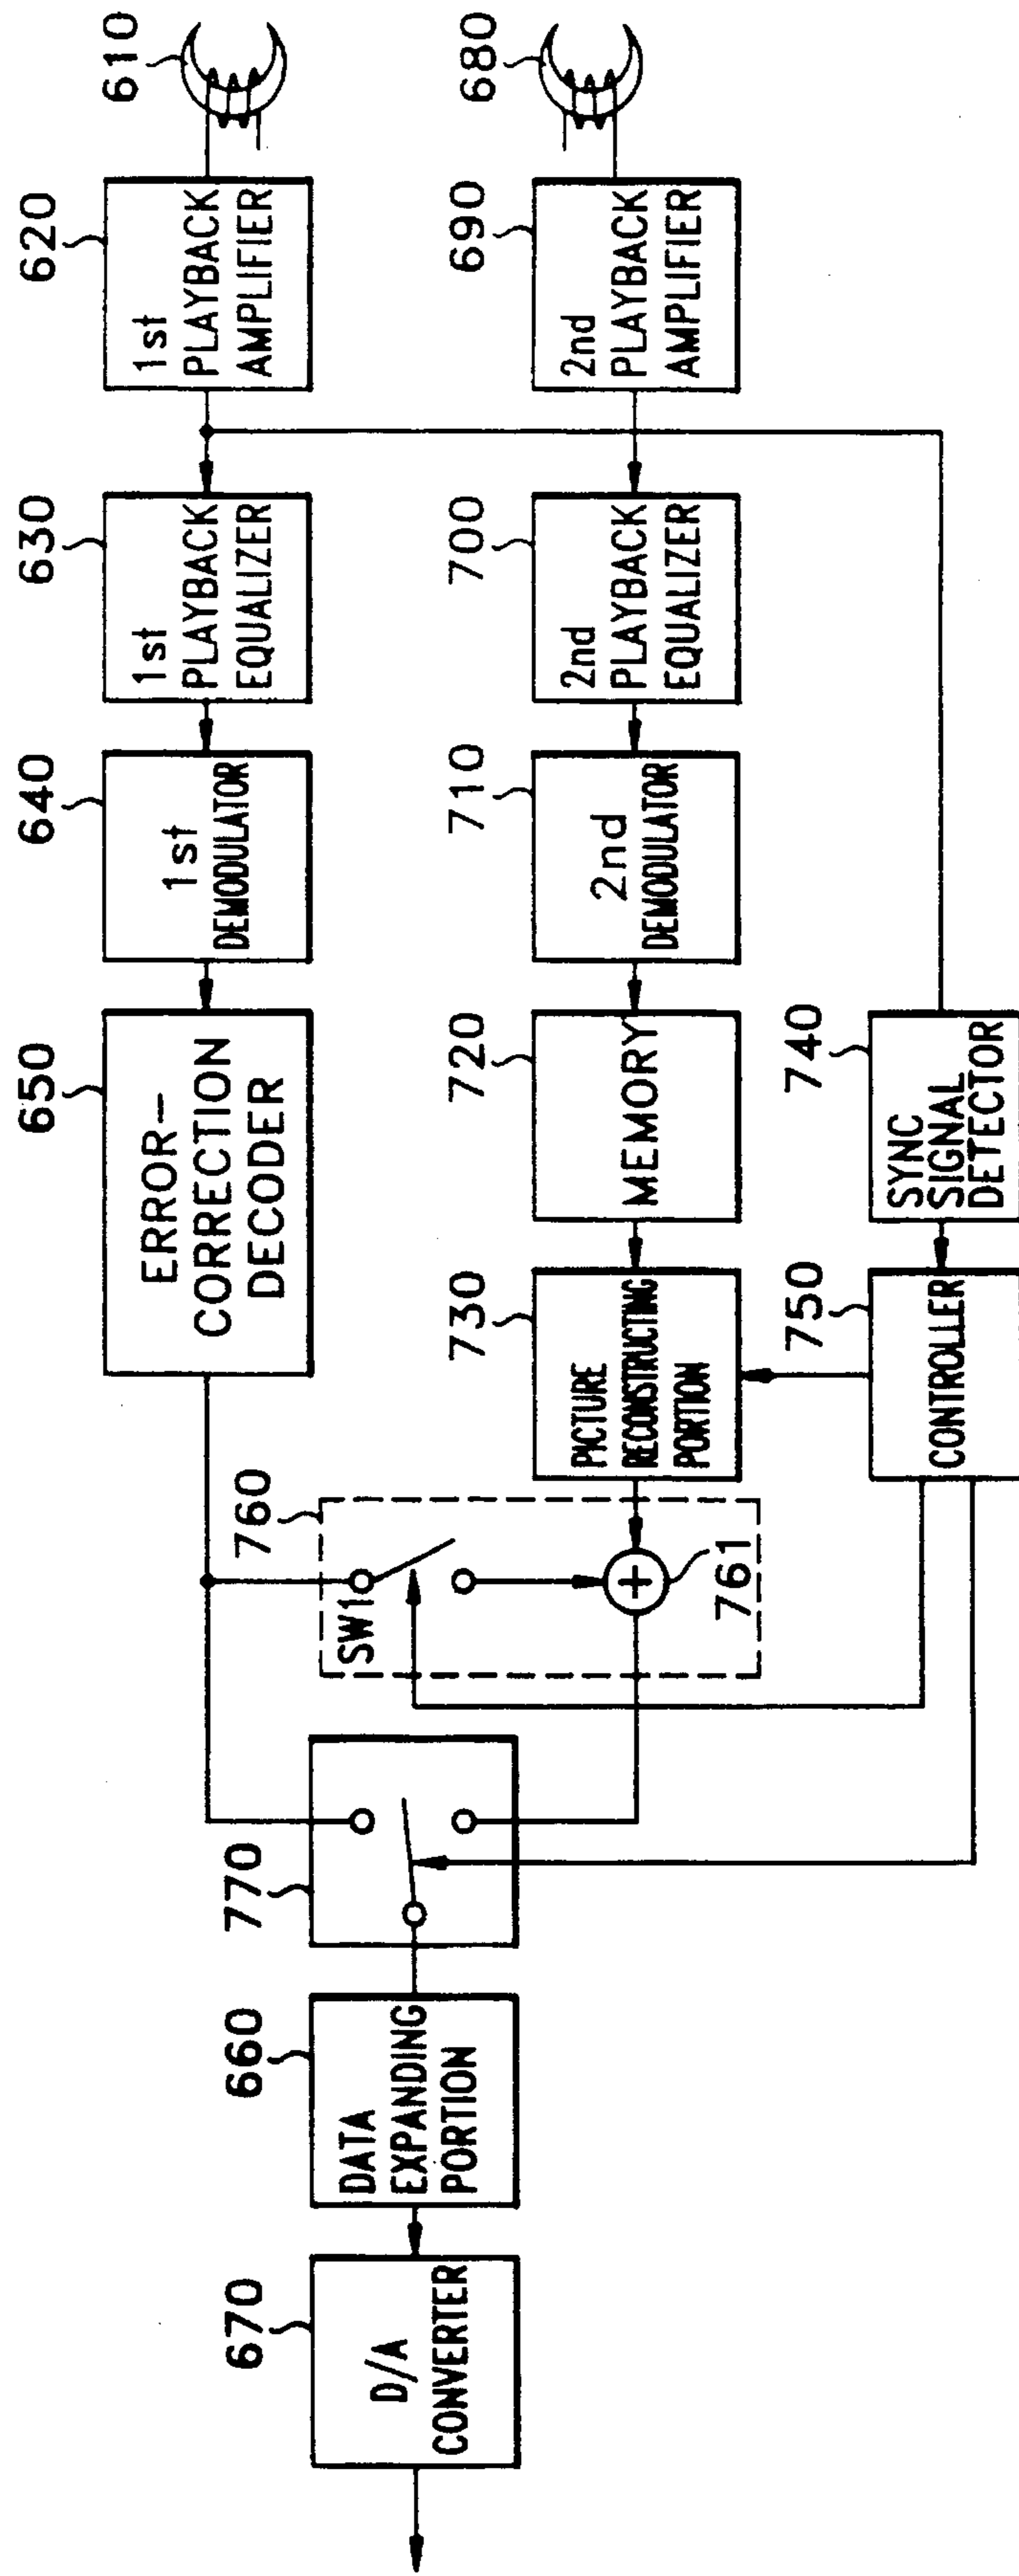 610
620
1st
PLAYBACK
AMPLIFIER
630
1st
PLAYBACK
EQUALIZER
640
1st
DEMODULATOR
650
ERROR-
CORRECTION
DECODER
680
690
2nd
PLAYBACK
AMPLIFIER
700
2nd
PLAYBACK
EQUALIZER
710
2nd
DEMODULATOR
720
MEMORY
730
PICTURE
RECONSTRUCTING
PORTION
740
SYNC
SIGNAL
DETECTOR
750
CONTROLLER
760
SW1
+
761
770
660
DATA
EXPANDING
PORTION
670
D/A
CONVERTER